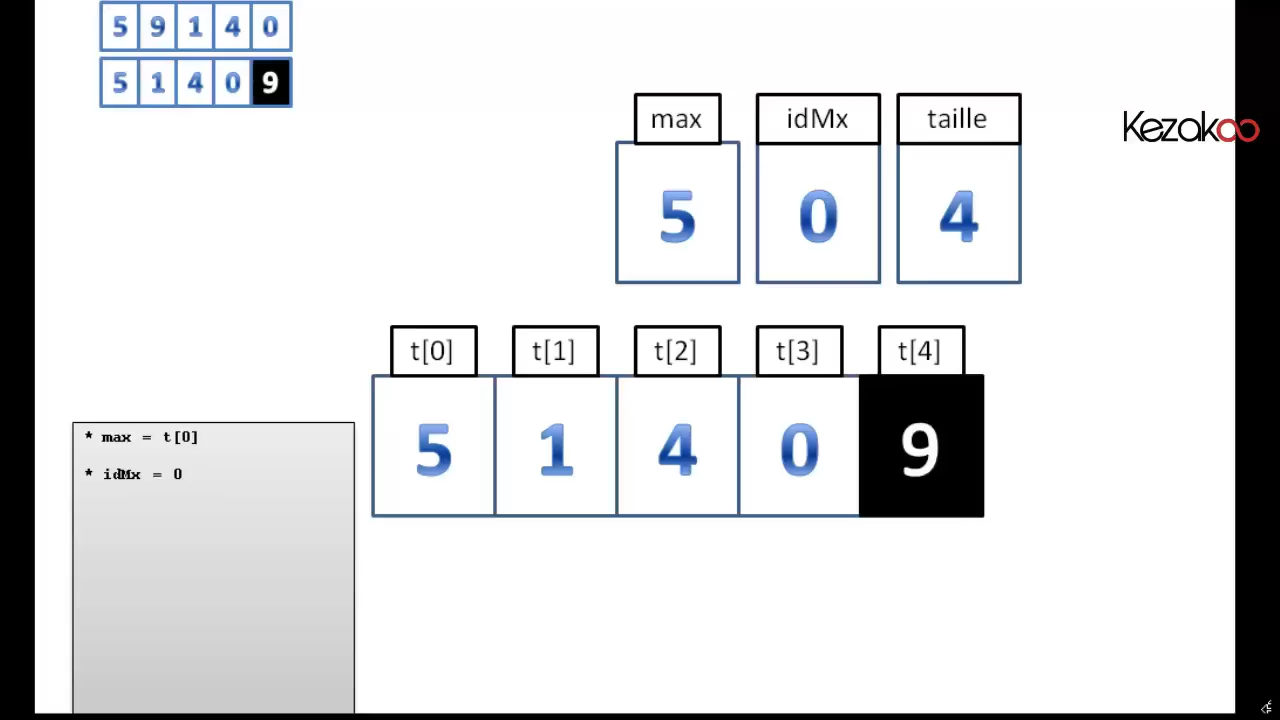 5 9 1 4 0
5 1 4 0 9
max idMx taille
Kezakoo
5 0 4
t[0] t[1] t[2] t[3] t[4]
5 1 4 0 9
* max = t[0]
* idMx = 0